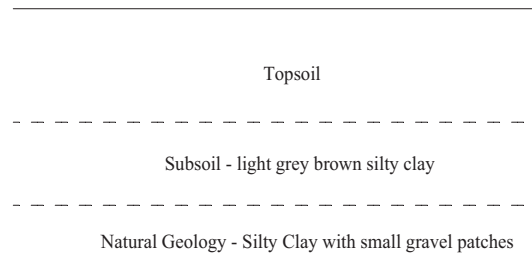 Topsoil
Subsoil - light grey brown silty clay
Natural Geology - Silty Clay with small gravel patches